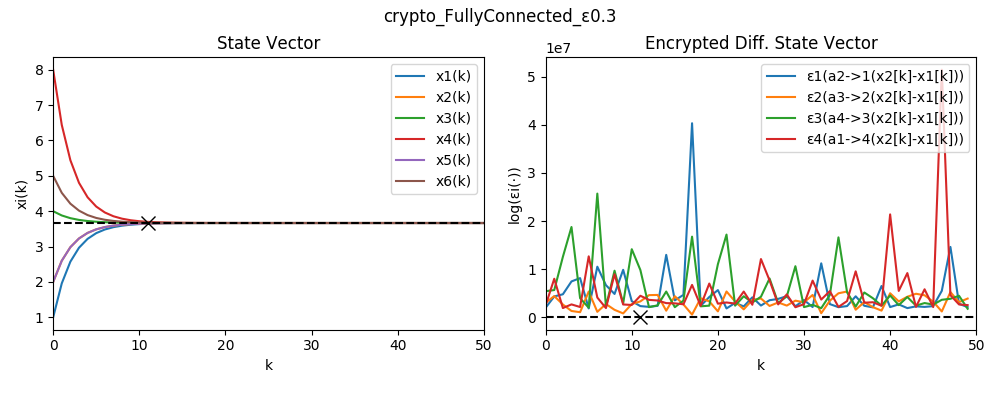 crypto_FullyConnected_ε0.3
State Vector
8
7
6
5
4
3
2
1
xi(k)
0 10 20 30 40 50
k
x1(k)
x2(k)
x3(k)
x4(k)
x5(k)
x6(k)
Encrypted Diff. State Vector
1e7
5
4
3
2
1
0
log(εi(·))
0 10 20 30 40 50
k
ε1(a2->1(x2[k]-x1[k]))
ε2(a3->2(x2[k]-x1[k]))
ε3(a4->3(x2[k]-x1[k]))
ε4(a1->4(x2[k]-x1[k]))